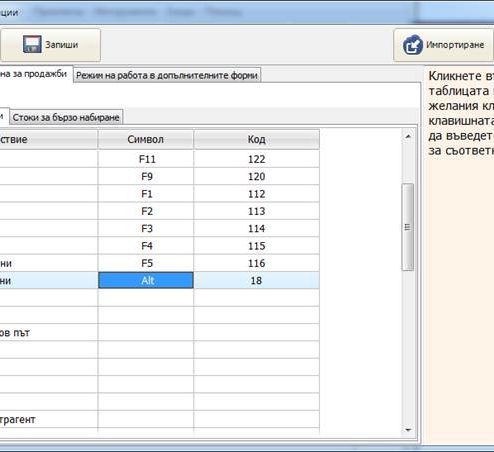 ции
Запиши
Импортиране
на за продажби
Режим на работа в допълнителните форми
и
Стоки за бързо набиране
ствие
Символ
Код
F11
122
F9
120
F1
112
F2
113
F3
114
F4
115
ни
F5
116
ни
Alt
18
ов път
трагент
Кликнете въ
таблицата
желания кл
клавишната
да въведете
за съответн